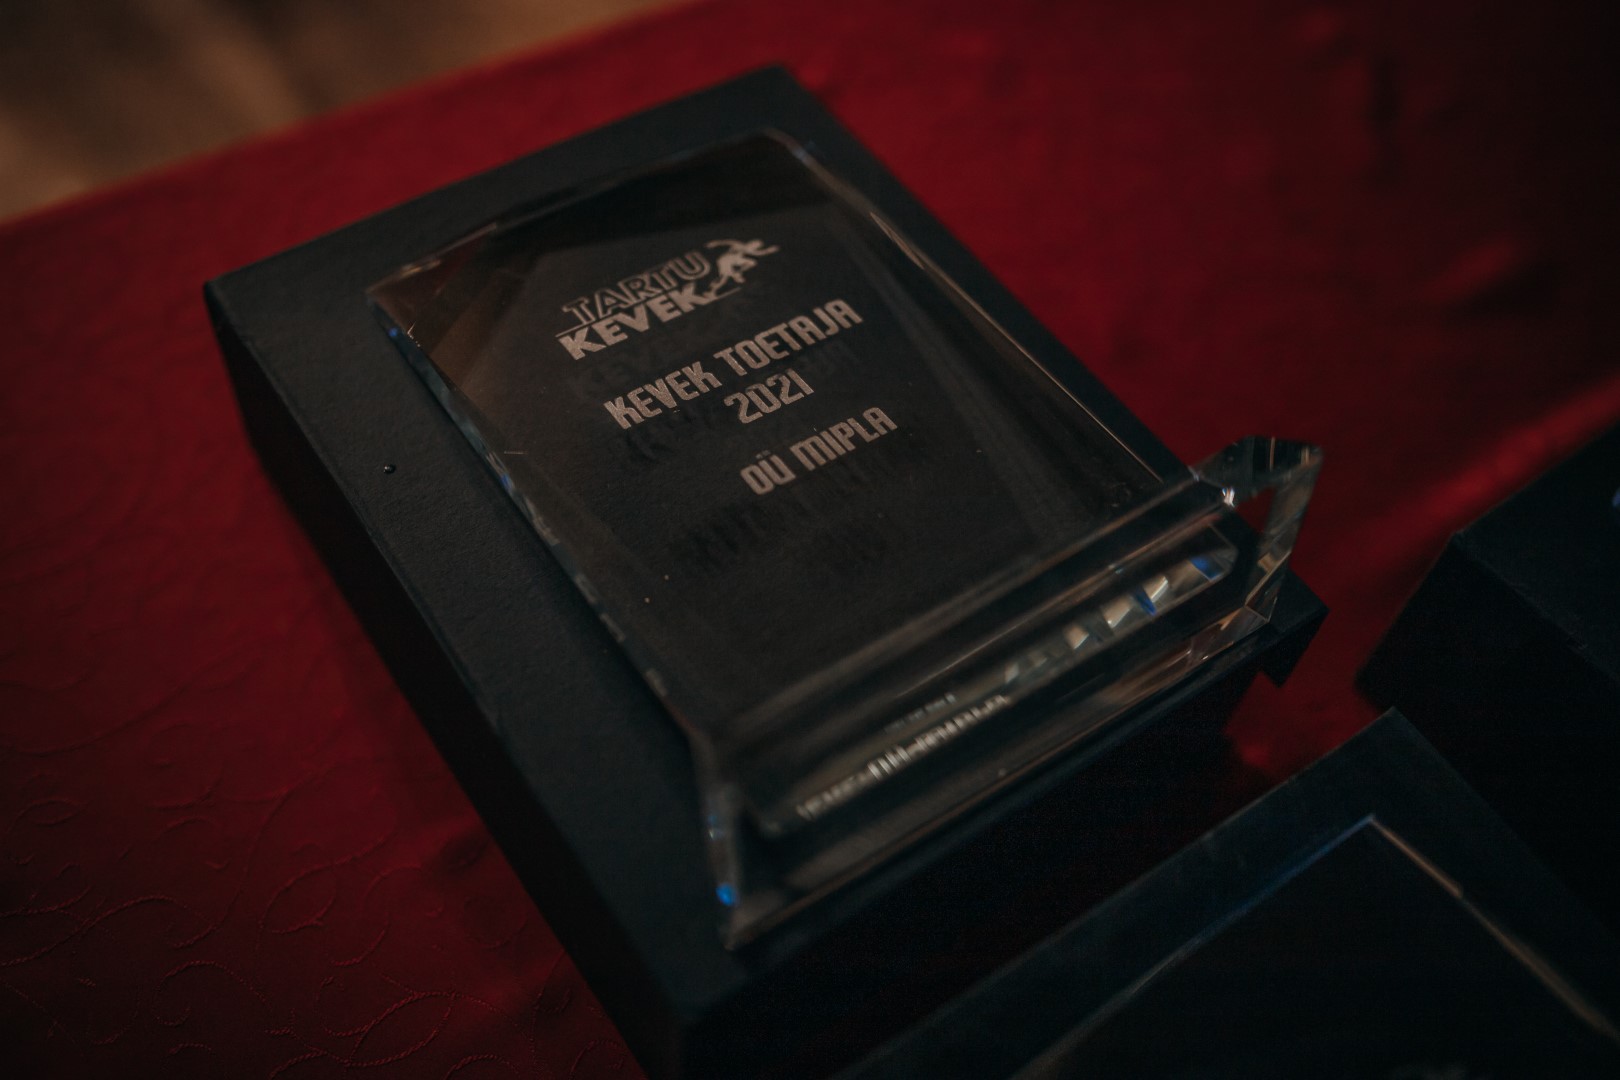 TARTU
KEVEK
KEVEK TOETAJA
2021
OÜ MIPLA